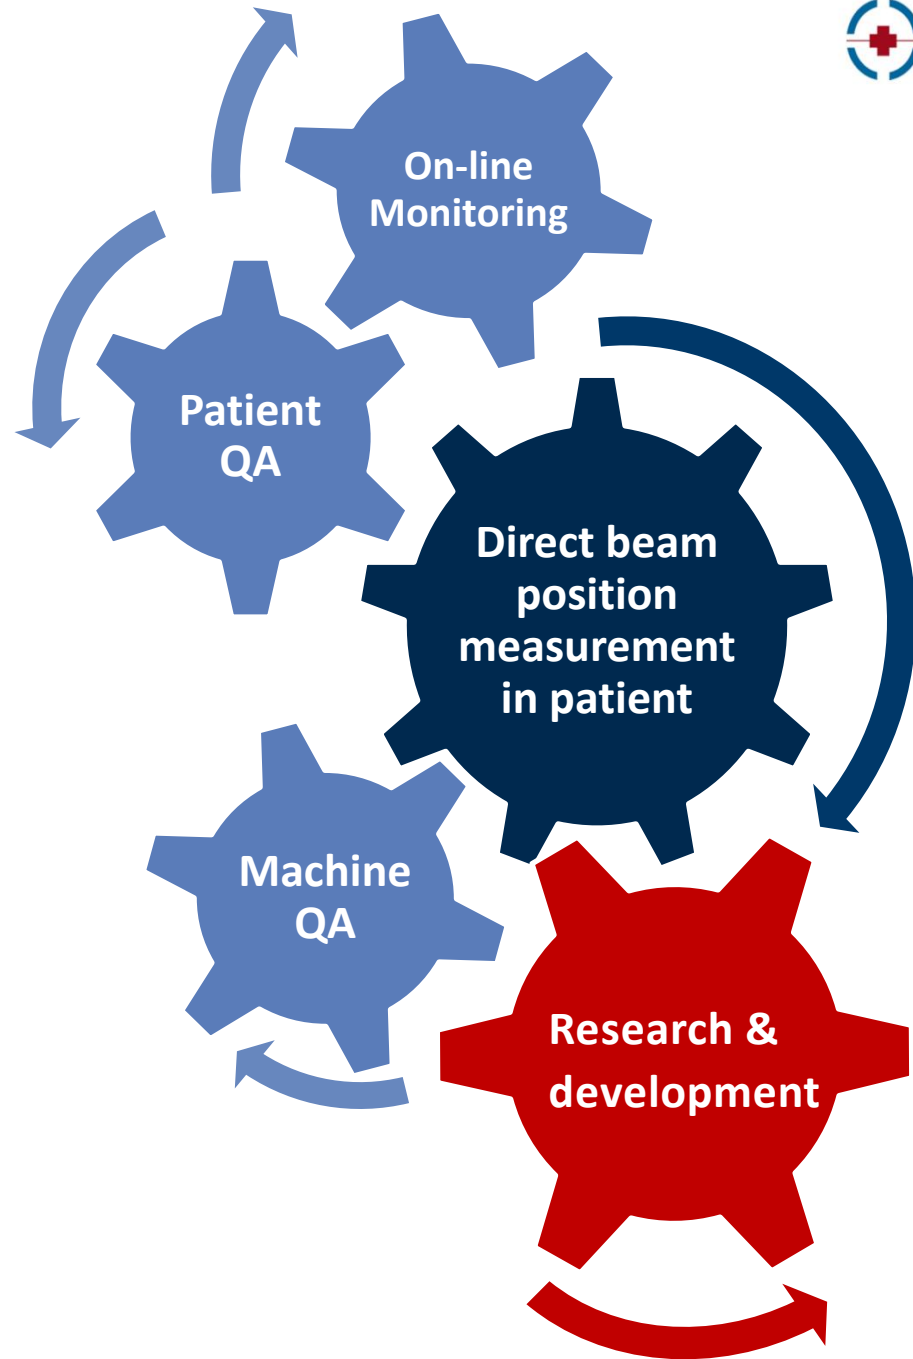 On-line
Monitoring
Patient
QA
Direct beam
position
measurement
in patient
Machine
QA
Research &
development